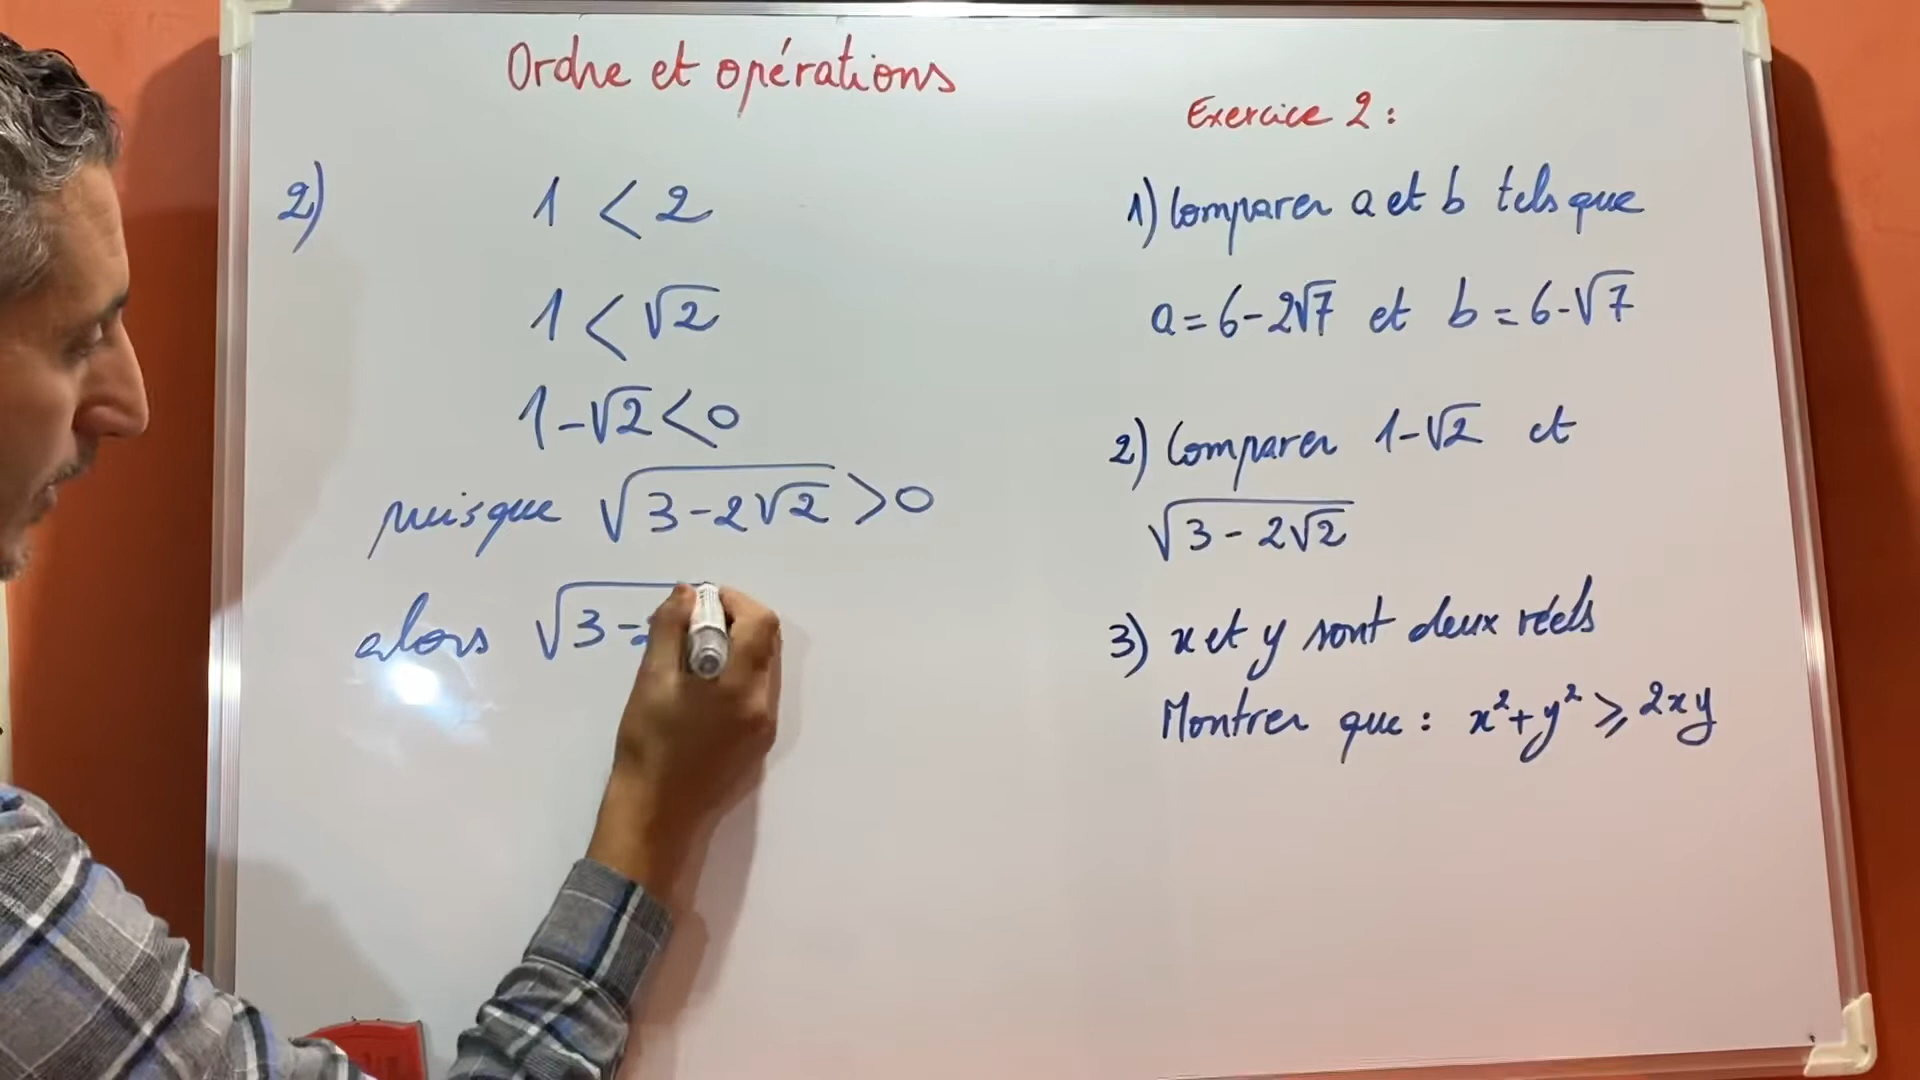 Ordre et opérations
2) 1 < 2
1 < √2
1-√2 < 0
puisque √(3-2√2) > 0
alors √(3-
Exercice 2 :
1) Comparer a et b tels que
a = 6-2√7 et b = 6-√7
2) Comparer 1-√2 et
√(3-2√2)
3) x et y sont deux réels
Montrer que : x²+y² ⩾ 2xy